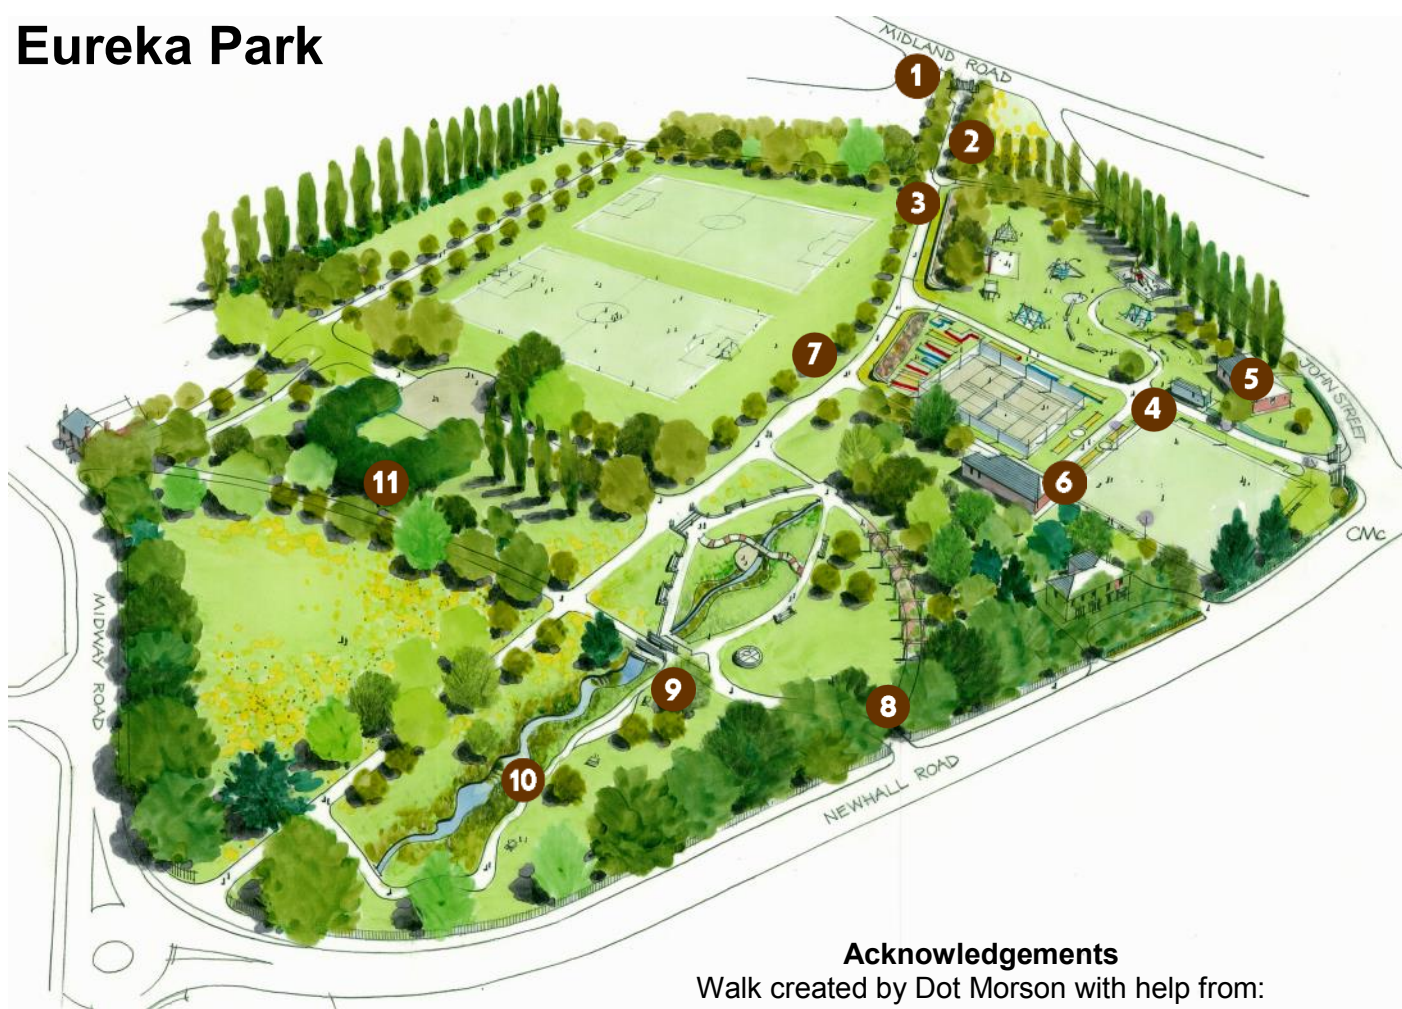 Eureka Park
MIDLAND ROAD
1
2
3
7
5
JOHN STREET
4
11
6
CMc
MIDWAY ROAD
9
8
10
NEWHALL ROAD
Acknowledgements
Walk created by Dot Morson with help from: